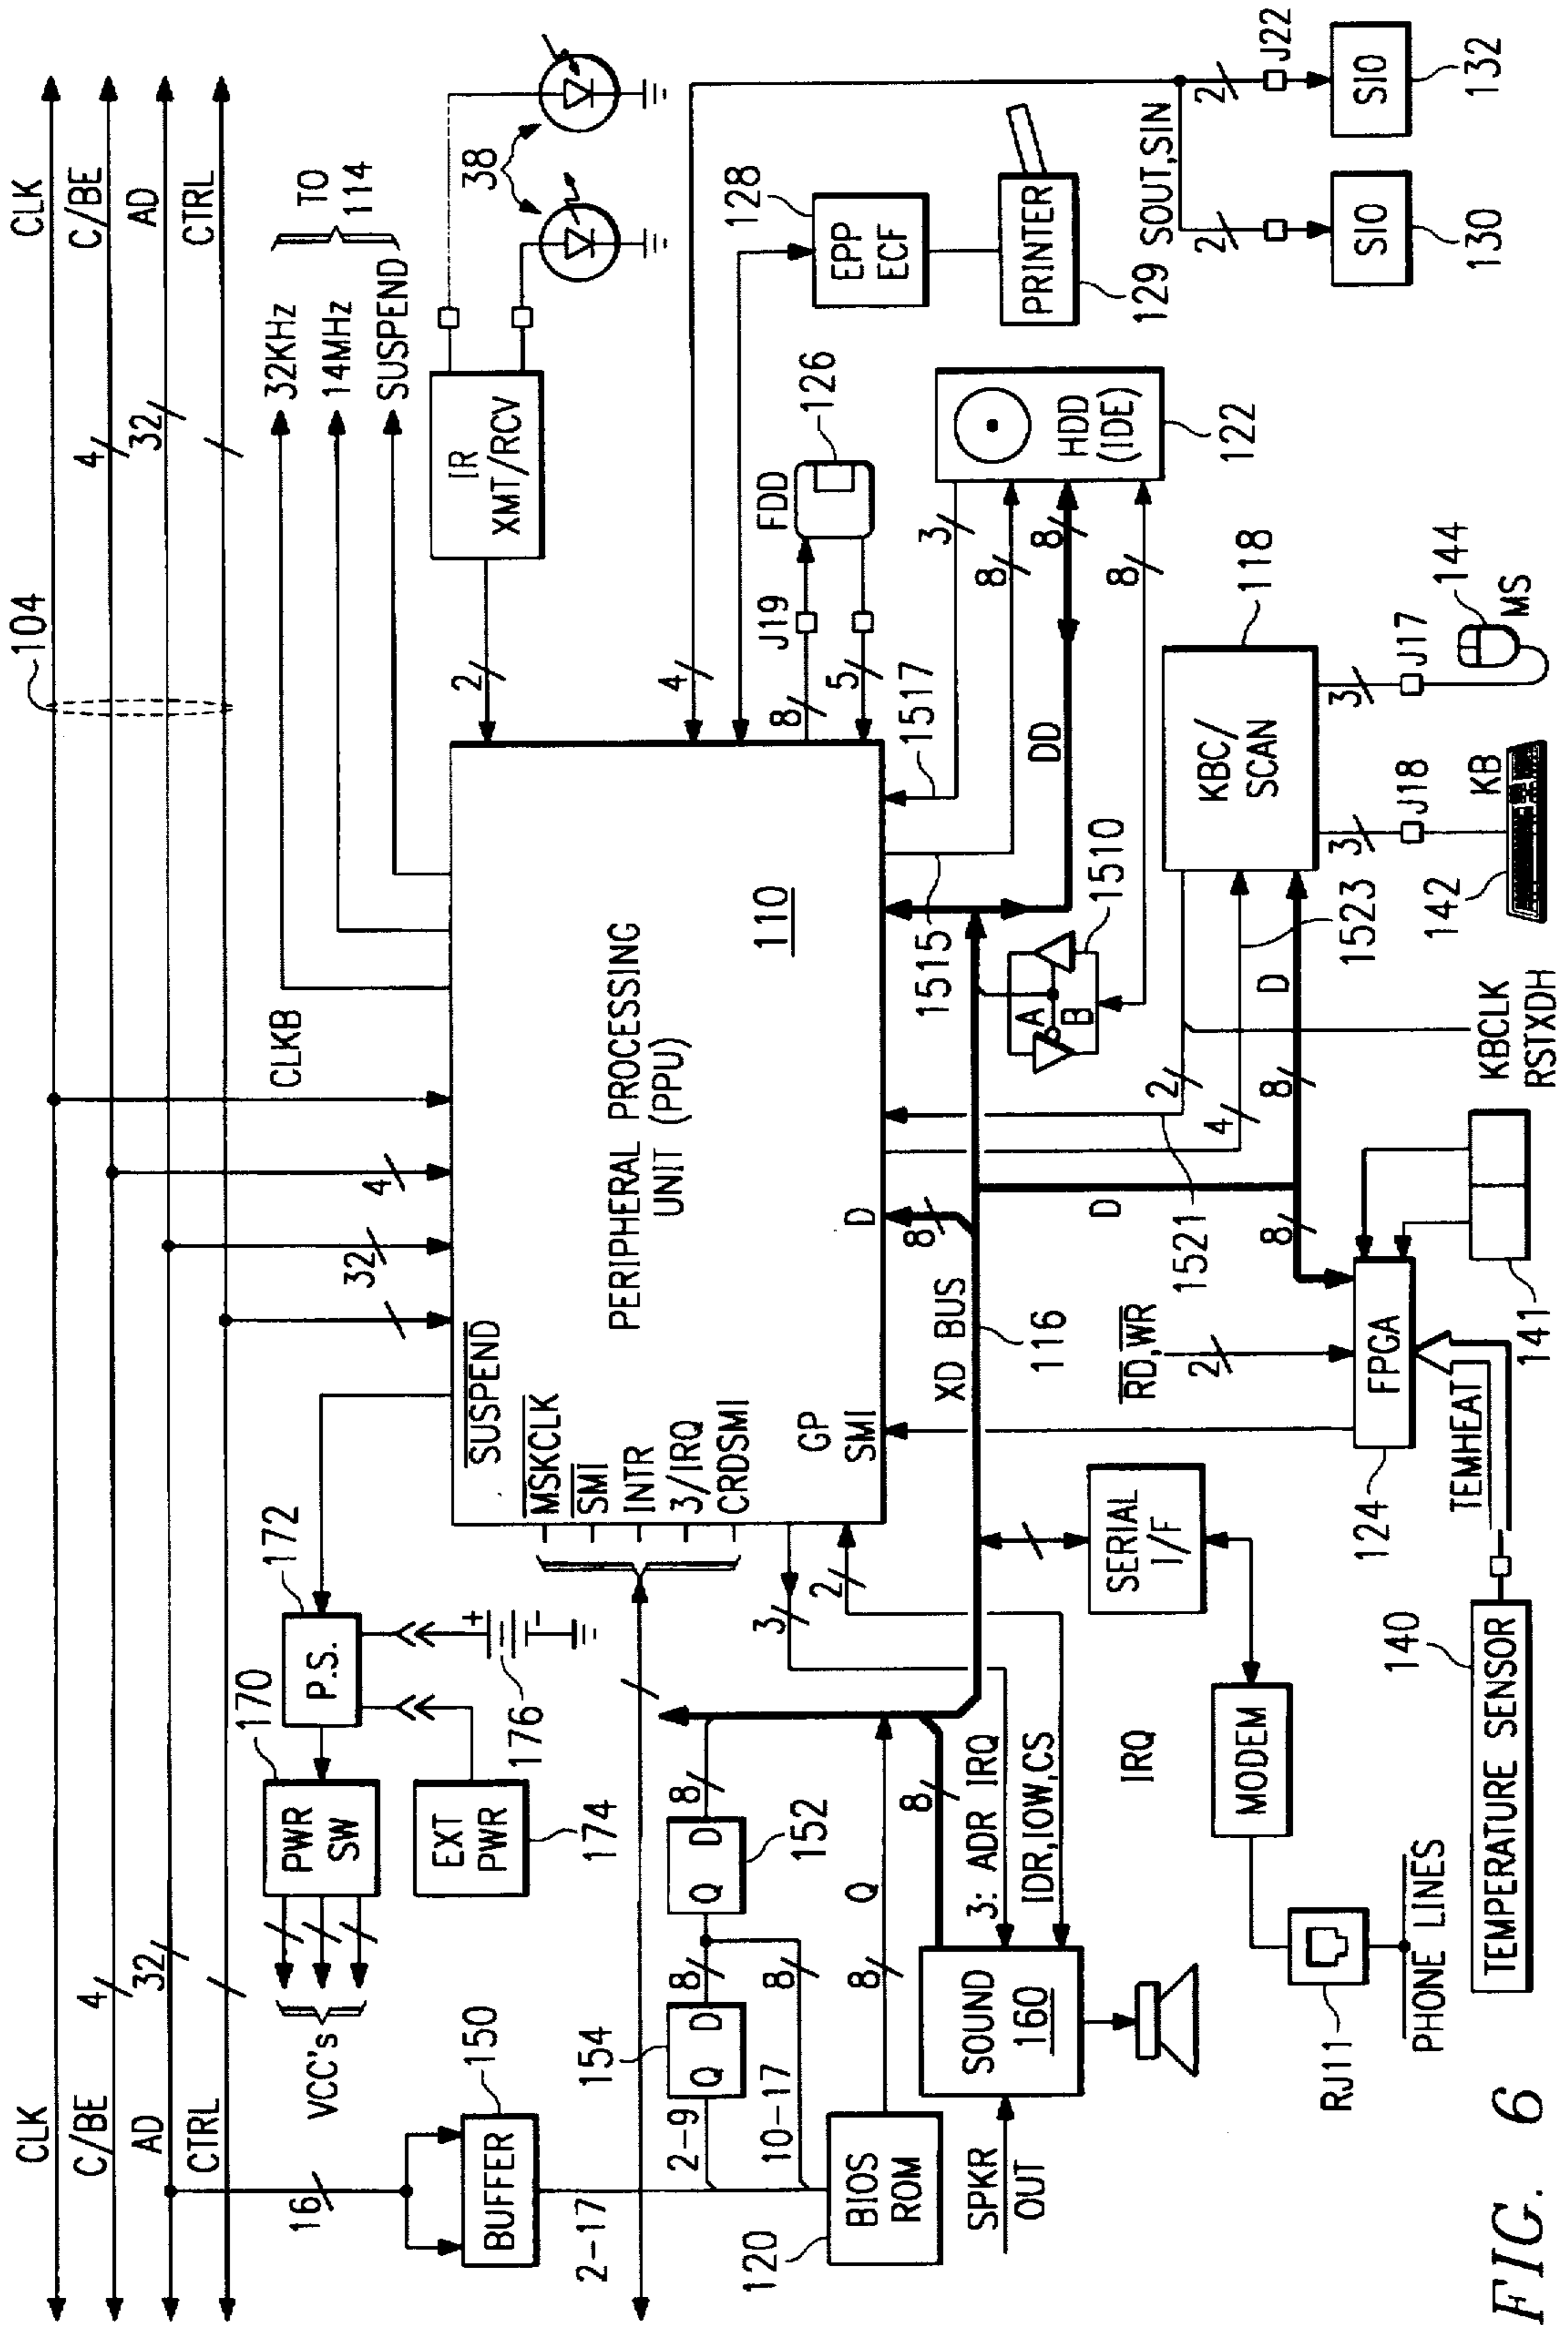 CLK
C/BE
4
AD
32
CTRL
104
CLK
C/BE
4
AD
32
CTRL
16
BUFFER
150
2-17
VCC's
PWR
SW
170
P.S.
172
EXT
PWR
174
176
+
-
CLKB
4
32
32KHz
14MHz
SUSPEND
TO
114
IR
XMT/RCV
38
2
SUSPEND
MSKCLK
SMI
INTR
3/IRQ
CRDSMI
GP
SMI
D
PERIPHERAL PROCESSING
UNIT (PPU)
110
4
8
J19
5
FDD
126
EPP
ECF
128
PRINTER
129
SOUT,SIN
2
2
J22
SIO
130
SIO
132
154
Q D
8
152
Q D
8
2-9
10-17
8
BIOS
ROM
120
8
Q
8
3
2
3: ADR IRQ
IDR,IOW,CS
SOUND
160
SPKR
OUT
IRQ
XD BUS
116
8
D
1517
1515
3
8
DD
8
8
HDD
(IDE)
122
A
B
1510
2
4
1521
1523
D
8
8
KBC/
SCAN
118
3
J18
3
J17
KB
142
MS
144
KBCLK
RSTXDH
SERIAL
I/F
MODEM
RJ11
PHONE LINES
RD,WR
2
FPGA
124
141
TEMHEAT
TEMPERATURE SENSOR
140
FIG. 6